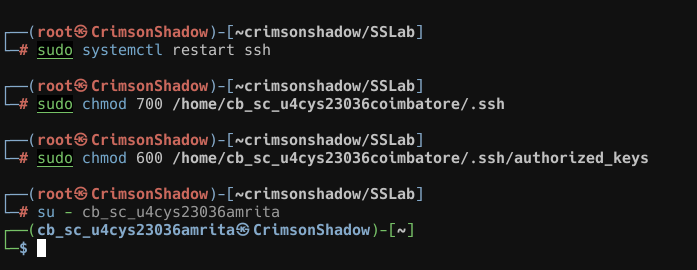 ┌──(root㉿CrimsonShadow)-[~crimsonshadow/SSLab]
└─# sudo systemctl restart ssh
┌──(root㉿CrimsonShadow)-[~crimsonshadow/SSLab]
└─# sudo chmod 700 /home/cb_sc_u4cys23036coimbatore/.ssh
┌──(root㉿CrimsonShadow)-[~crimsonshadow/SSLab]
└─# sudo chmod 600 /home/cb_sc_u4cys23036coimbatore/.ssh/authorized_keys
┌──(root㉿CrimsonShadow)-[~crimsonshadow/SSLab]
└─# su - cb_sc_u4cys23036amrita
┌──(cb_sc_u4cys23036amrita㉿CrimsonShadow)-[~]
└─$